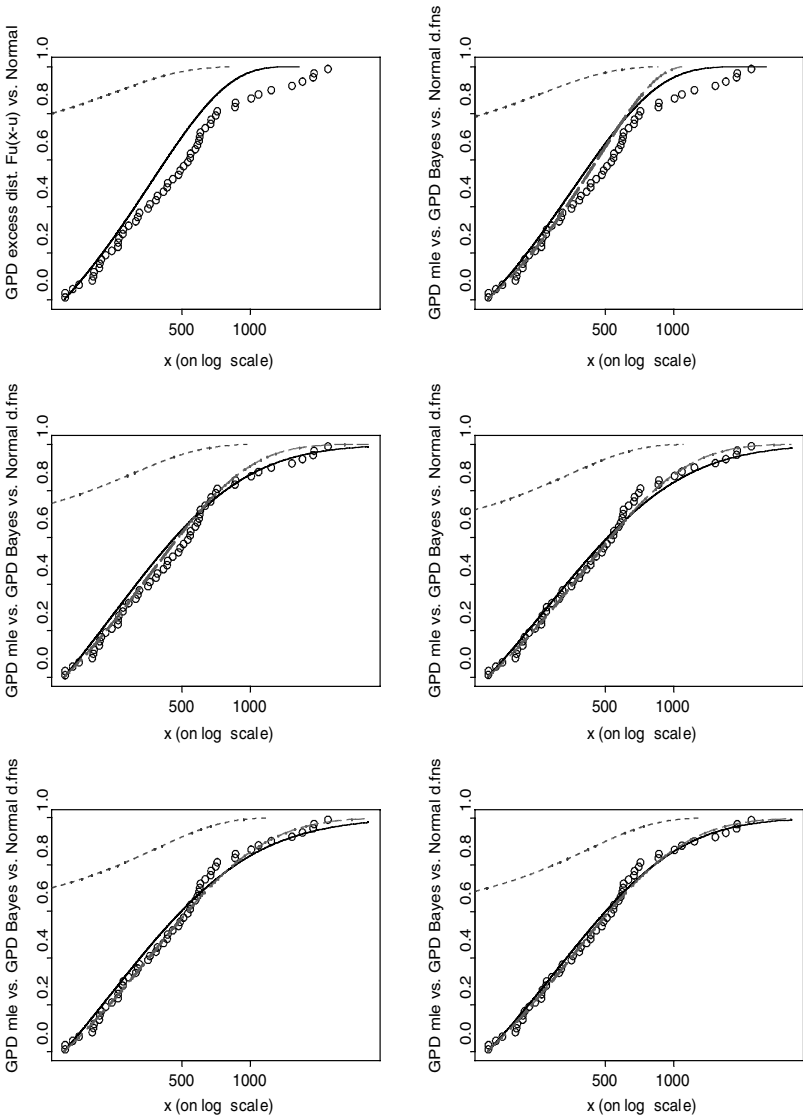 GPD excess dist. Fu(x-u) vs. Normal
0.0 0.2 0.4 0.6 0.8 1.0
500 1000
x (on log scale)
GPD mle vs. GPD Bayes vs. Normal d.fns
0.0 0.2 0.4 0.6 0.8 1.0
500 1000
x (on log scale)
GPD mle vs. GPD Bayes vs. Normal d.fns
0.0 0.2 0.4 0.6 0.8 1.0
500 1000
x (on log scale)
GPD mle vs. GPD Bayes vs. Normal d.fns
0.0 0.2 0.4 0.6 0.8 1.0
500 1000
x (on log scale)
GPD mle vs. GPD Bayes vs. Normal d.fns
0.0 0.2 0.4 0.6 0.8 1.0
500 1000
x (on log scale)
GPD mle vs. GPD Bayes vs. Normal d.fns
0.0 0.2 0.4 0.6 0.8 1.0
500 1000
x (on log scale)